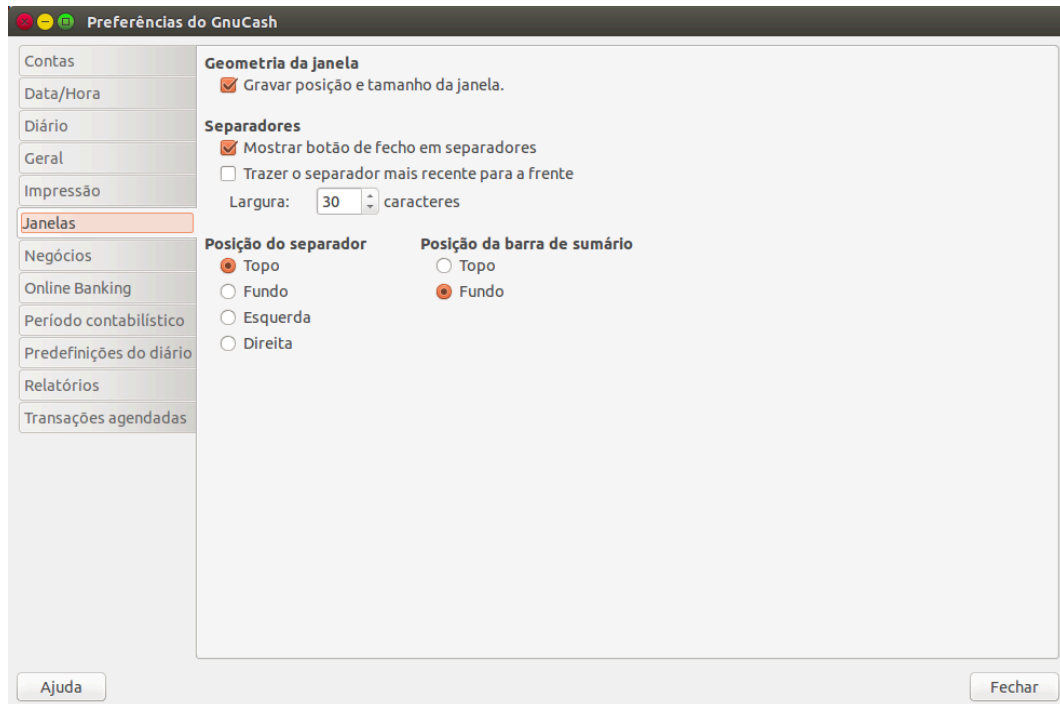 Preferências do GnuCash
Contas
Data/Hora
Diário
Geral
Impressão
Janelas
Negócios
Online Banking
Período contabilístico
Predefinições do diário
Relatórios
Transações agendadas
Geometria da janela
Gravar posição e tamanho da janela.
Separadores
Mostrar botão de fecho em separadores
Trazer o separador mais recente para a frente
Largura: 30 caracteres
Posição do separador
Topo
Fundo
Esquerda
Direita
Posição da barra de sumário
Topo
Fundo
Ajuda
Fechar